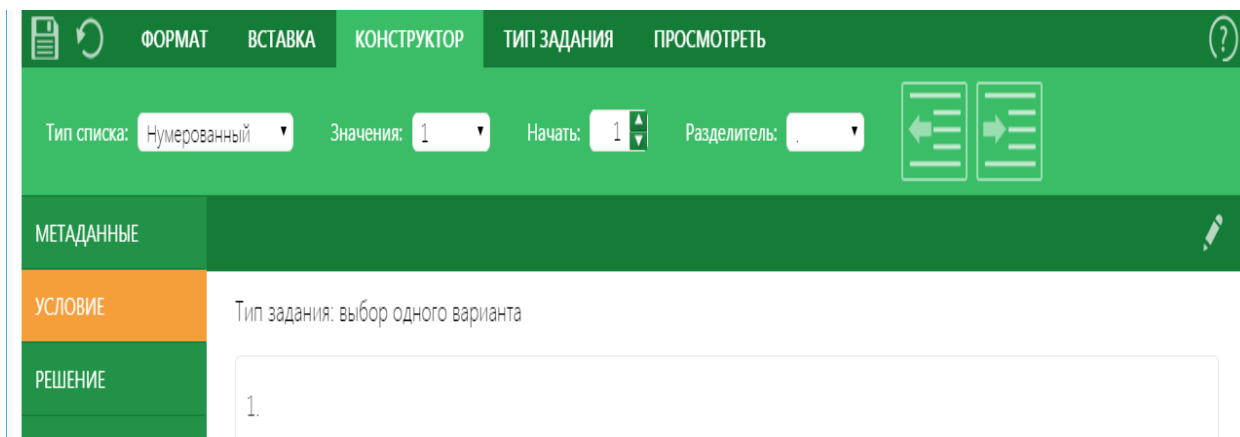 ФОРМАТ ВСТАВКА КОНСТРУКТОР ТИП ЗАДАНИЯ ПРОСМОТРЕТЬ ?
Тип списка: Нумерованный Значения: 1 Начать: 1 Разделитель: .
МЕТАДАННЫЕ
УСЛОВИЕ Тип задания: выбор одного варианта
РЕШЕНИЕ
1.